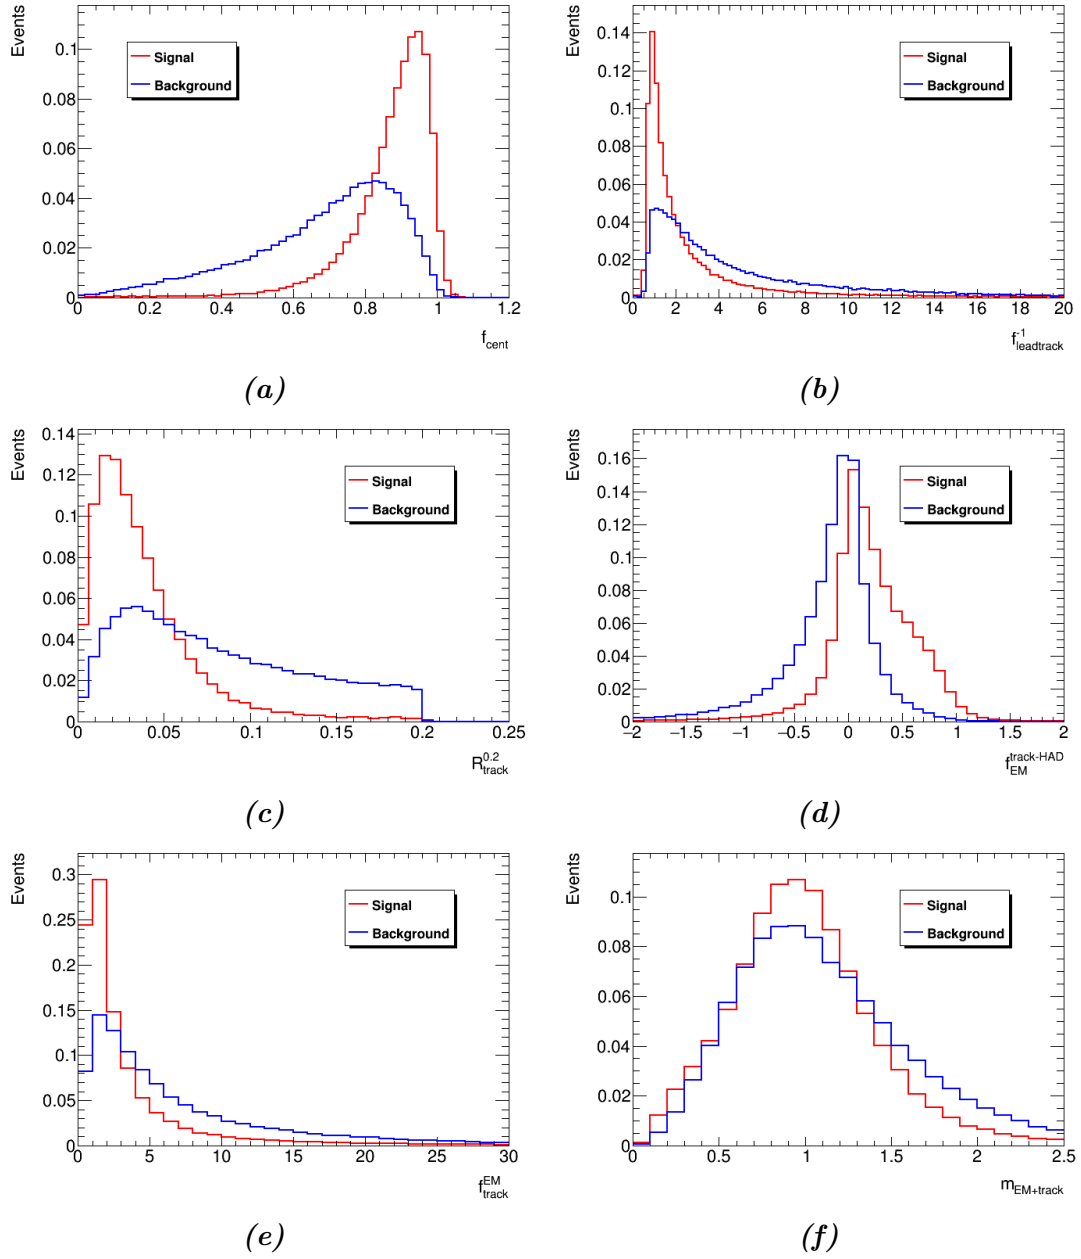 Events
0.1
0.08
0.06
0.04
0.02
0
Signal
Background
0 0.2 0.4 0.6 0.8 1 1.2
f_cent
(a)
Events
0.14
0.12
0.1
0.08
0.06
0.04
0.02
0
Signal
Background
0 2 4 6 8 10 12 14 16 18 20
f^-1_leadtrack
(b)
Events
0.14
0.12
0.1
0.08
0.06
0.04
0.02
0
Signal
Background
0 0.05 0.1 0.15 0.2 0.25
R^0.2_track
(c)
Events
0.16
0.14
0.12
0.1
0.08
0.06
0.04
0.02
0
Signal
Background
−2 −1.5 −1 −0.5 0 0.5 1 1.5 2
f^track-HAD_EM
(d)
Events
0.3
0.25
0.2
0.15
0.1
0.05
0
Signal
Background
0 5 10 15 20 25 30
f^EM_track
(e)
Events
0.1
0.08
0.06
0.04
0.02
0
Signal
Background
0 0.5 1 1.5 2 2.5
m_EM+track
(f)